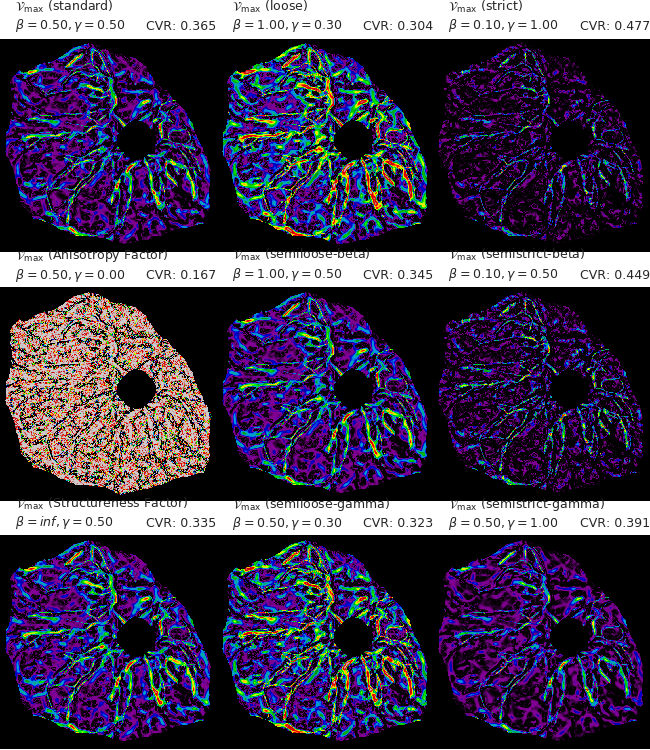 𝒱max (standard)
β = 0.50, γ = 0.50 CVR: 0.365
𝒱max (loose)
β = 1.00, γ = 0.30 CVR: 0.304
𝒱max (strict)
β = 0.10, γ = 1.00 CVR: 0.477
𝒱max (Anisotropy Factor)
β = 0.50, γ = 0.00 CVR: 0.167
𝒱max (semiloose-beta)
β = 1.00, γ = 0.50 CVR: 0.345
𝒱max (semistrict-beta)
β = 0.10, γ = 0.50 CVR: 0.449
𝒱max (Structureness Factor)
β = inf, γ = 0.50 CVR: 0.335
𝒱max (semiloose-gamma)
β = 0.50, γ = 0.30 CVR: 0.323
𝒱max (semistrict-gamma)
β = 0.50, γ = 1.00 CVR: 0.391